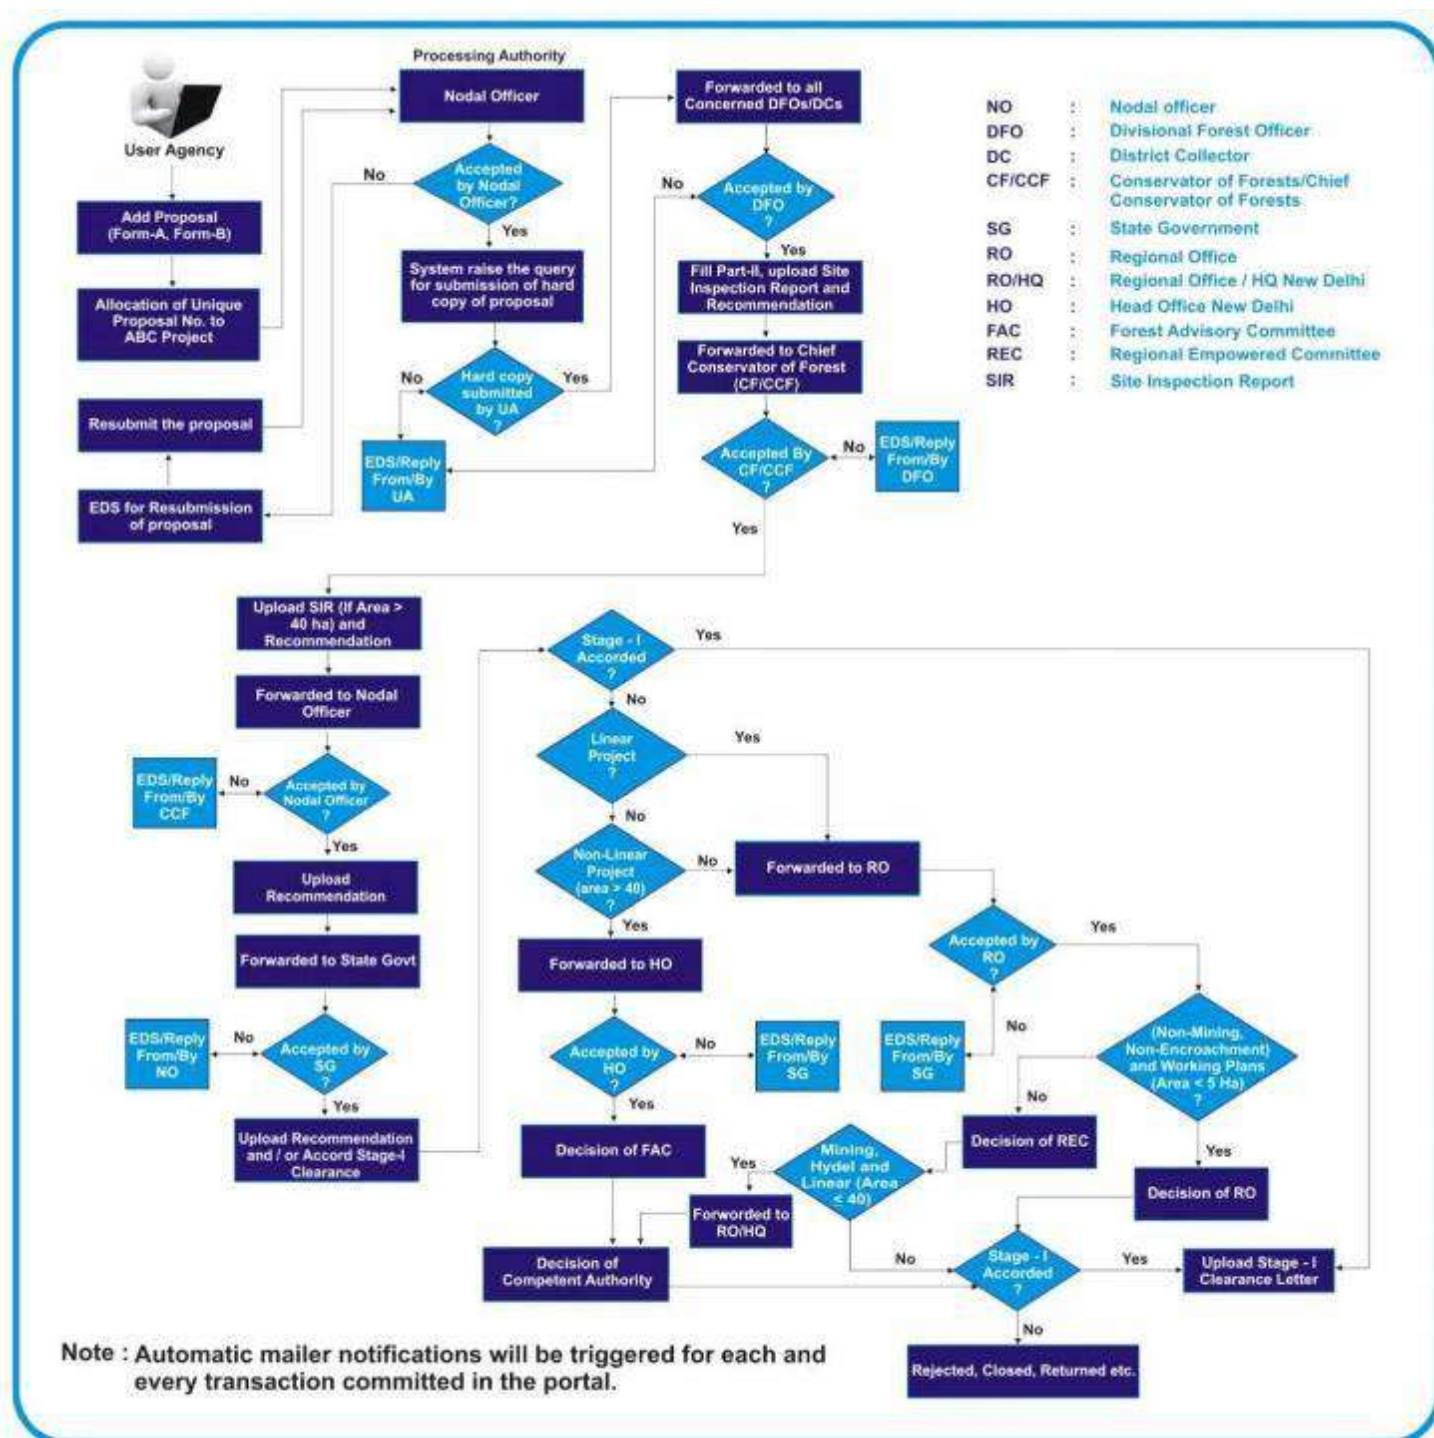 Processing Authority
Nodal Officer
User Agency
Add Proposal
(Form-A, Form-B)
Allocation of Unique
Proposal No. to
ABC Project
Resubmit the proposal
EDS for Resubmission
of proposal
No
Accepted
by Nodal
Officer?
Yes
System raise the query
for submission of hard
copy of proposal
No
Hard copy
submitted
by UA
?
Yes
EDS/Reply
From/By
UA
Forwarded to all
Concerned DFOs/DCs
No
Accepted by
DFO
?
Yes
Fill Part-II, upload Site
Inspection Report and
Recommendation
Forwarded to Chief
Conservator of Forest
(CF/CCF)
Accepted By
CF/CCF
?
No
EDS/Reply
From/By
DFO
Yes
NO : Nodal officer
DFO : Divisional Forest Officer
DC : District Collector
CF/CCF : Conservator of Forests/Chief
Conservator of Forests
SG : State Government
RO : Regional Office
RO/HQ : Regional Office / HQ New Delhi
HO : Head Office New Delhi
FAC : Forest Advisory Committee
REC : Regional Empowered Committee
SIR : Site Inspection Report
Upload SIR (If Area >
40 ha) and
Recommendation
Forwarded to Nodal
Officer
EDS/Reply
From/By
CCF
No
Accepted by
Nodal Officer
?
Yes
Upload
Recommendation
Forwarded to State Govt
EDS/Reply
From/By
NO
No
Accepted by
SG
?
Yes
Upload Recommendation
and / or Accord Stage-I
Clearance
Stage - I
Accorded
?
Yes
No
Linear
Project
?
Yes
No
Non-Linear
Project
(area > 40)
?
No
Forwarded to RO
Yes
Forwarded to HO
Accepted by
HO
?
No
EDS/Reply
From/By
SG
Yes
Decision of FAC
Accepted by
RO
?
Yes
No
EDS/Reply
From/By
SG
(Non-Mining,
Non-Encroachment)
and Working Plans
(Area < 5 Ha)
?
No
Decision of REC
Yes
Decision of RO
Mining,
Hydel and
Linear (Area
≤ 40)
Yes
Forworded to
RO/HQ
No
Decision of
Competent Authority
Stage - I
Accorded
?
Yes
Upload Stage - I
Clearance Letter
No
Rejected, Closed, Returned etc.
Note : Automatic mailer notifications will be triggered for each and
every transaction committed in the portal.